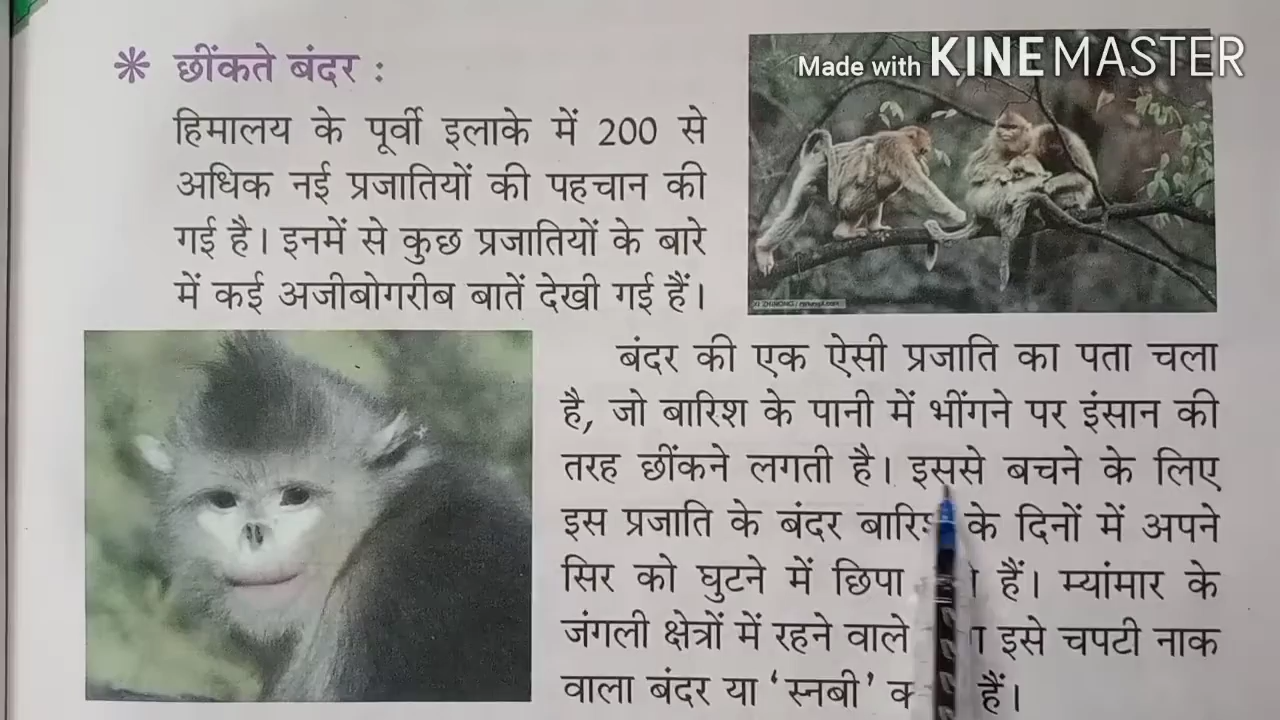 Made with KINEMASTER
* छींकते बंदर :
हिमालय के पूर्वी इलाके में 200 से
अधिक नई प्रजातियों की पहचान की
गई है। इनमें से कुछ प्रजातियों के बारे
में कई अजीबोगरीब बातें देखी गई हैं।
बंदर की एक ऐसी प्रजाति का पता चला
है, जो बारिश के पानी में भींगने पर इंसान की
तरह छींकने लगती है। इससे बचने के लिए
इस प्रजाति के बंदर बारिश के दिनों में अपने
सिर को घुटने में छिपा हैं। म्यांमार के
जंगली क्षेत्रों में रहने वाले इसे चपटी नाक
वाला बंदर या ‘स्नबी’ हैं।